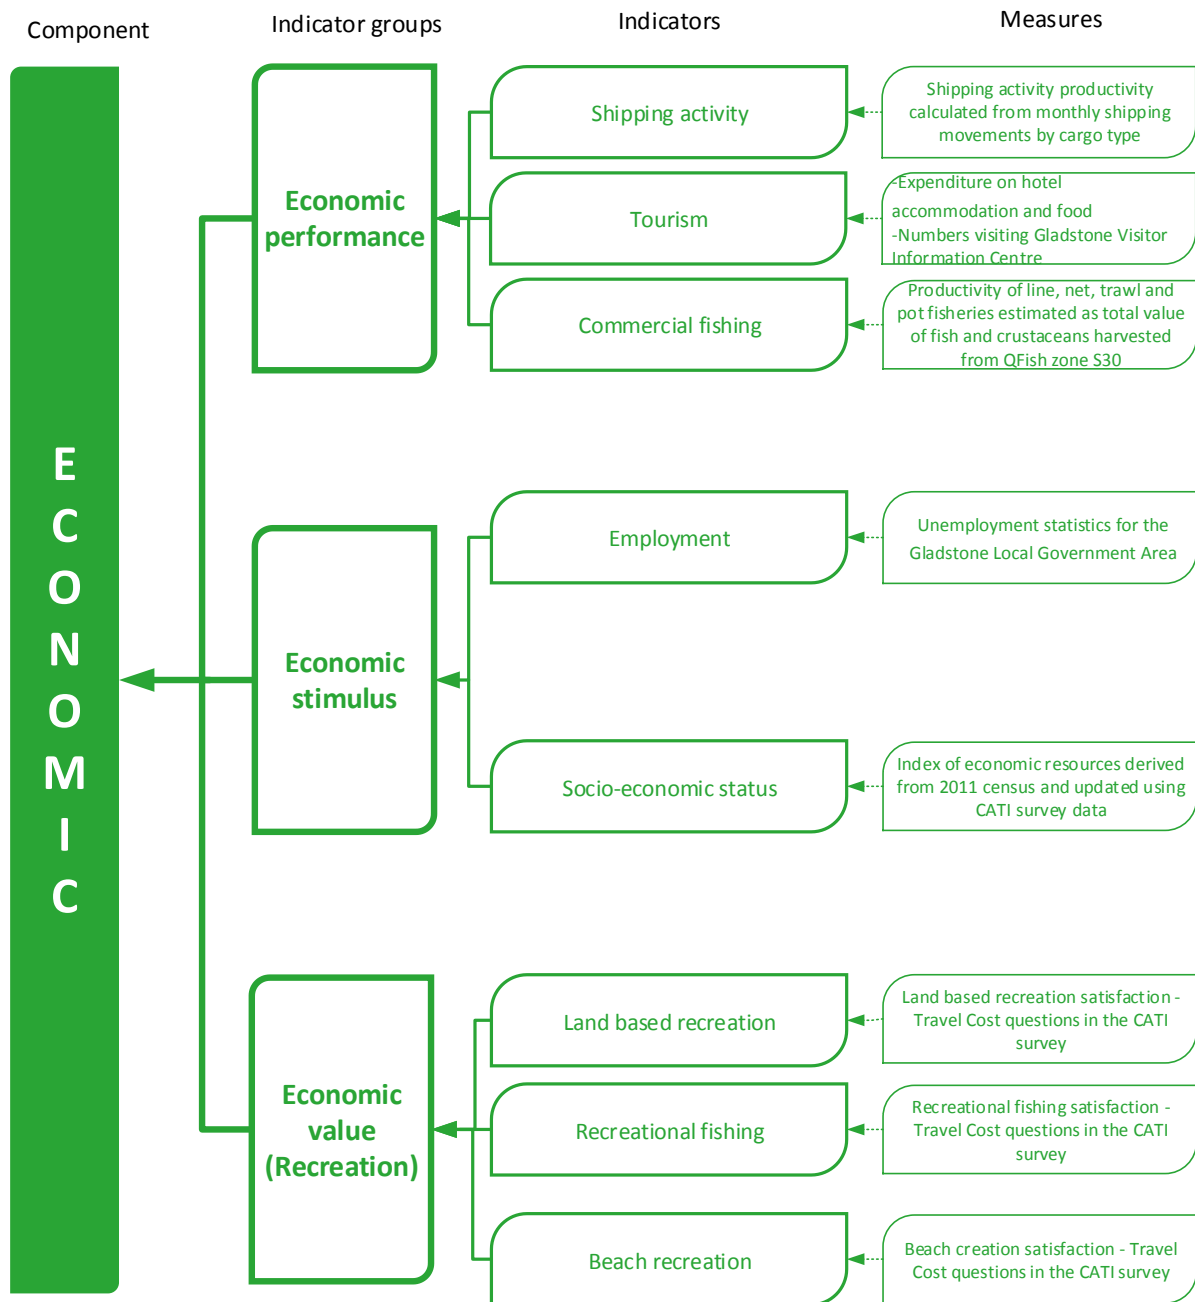 Component
Indicator groups
Indicators
Measures
E
C
O
N
O
M
I
C
Economic
performance
Shipping activity
Shipping activity productivity
calculated from monthly shipping
movements by cargo type
Tourism
-Expenditure on hotel
accommodation and food
-Numbers visiting Gladstone Visitor
Information Centre
Commercial fishing
Productivity of line, net, trawl and
pot fisheries estimated as total value
of fish and crustaceans harvested
from QFish zone S30
Economic
stimulus
Employment
Unemployment statistics for the
Gladstone Local Government Area
Socio-economic status
Index of economic resources derived
from 2011 census and updated using
CATI survey data
Economic
value
(Recreation)
Land based recreation
Land based recreation satisfaction -
Travel Cost questions in the CATI
survey
Recreational fishing
Recreational fishing satisfaction -
Travel Cost questions in the CATI
survey
Beach recreation
Beach creation satisfaction - Travel
Cost questions in the CATI survey